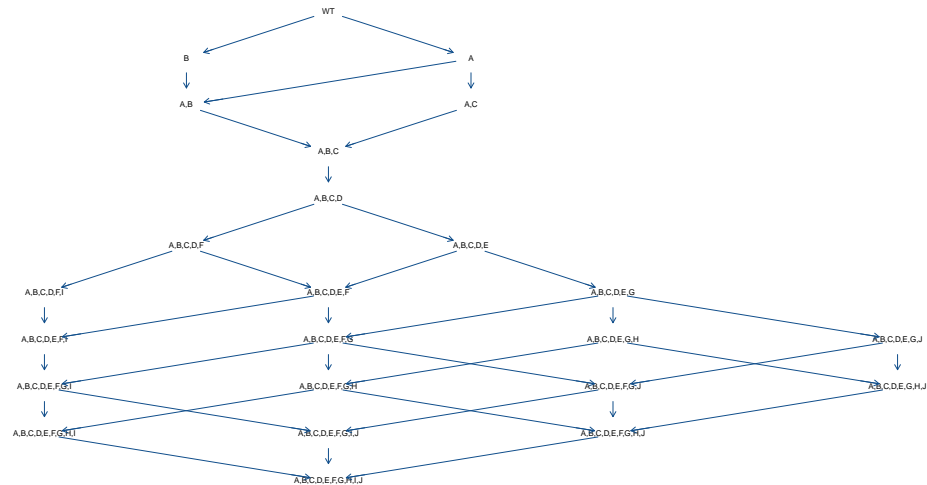 WT
B
A
A,B
A,C
A,B,C
A,B,C,D
A,B,C,D,F
A,B,C,D,E
A,B,C,D,F,I
A,B,C,D,E,F
A,B,C,D,E,G
A,B,C,D,E,F,I
A,B,C,D,E,F,G
A,B,C,D,E,G,H
A,B,C,D,E,G,J
A,B,C,D,E,F,G,I
A,B,C,D,E,F,G,H
A,B,C,D,E,F,G,J
A,B,C,D,E,G,H,J
A,B,C,D,E,F,G,H,I
A,B,C,D,E,F,G,I,J
A,B,C,D,E,F,G,H,J
A,B,C,D,E,F,G,H,I,J